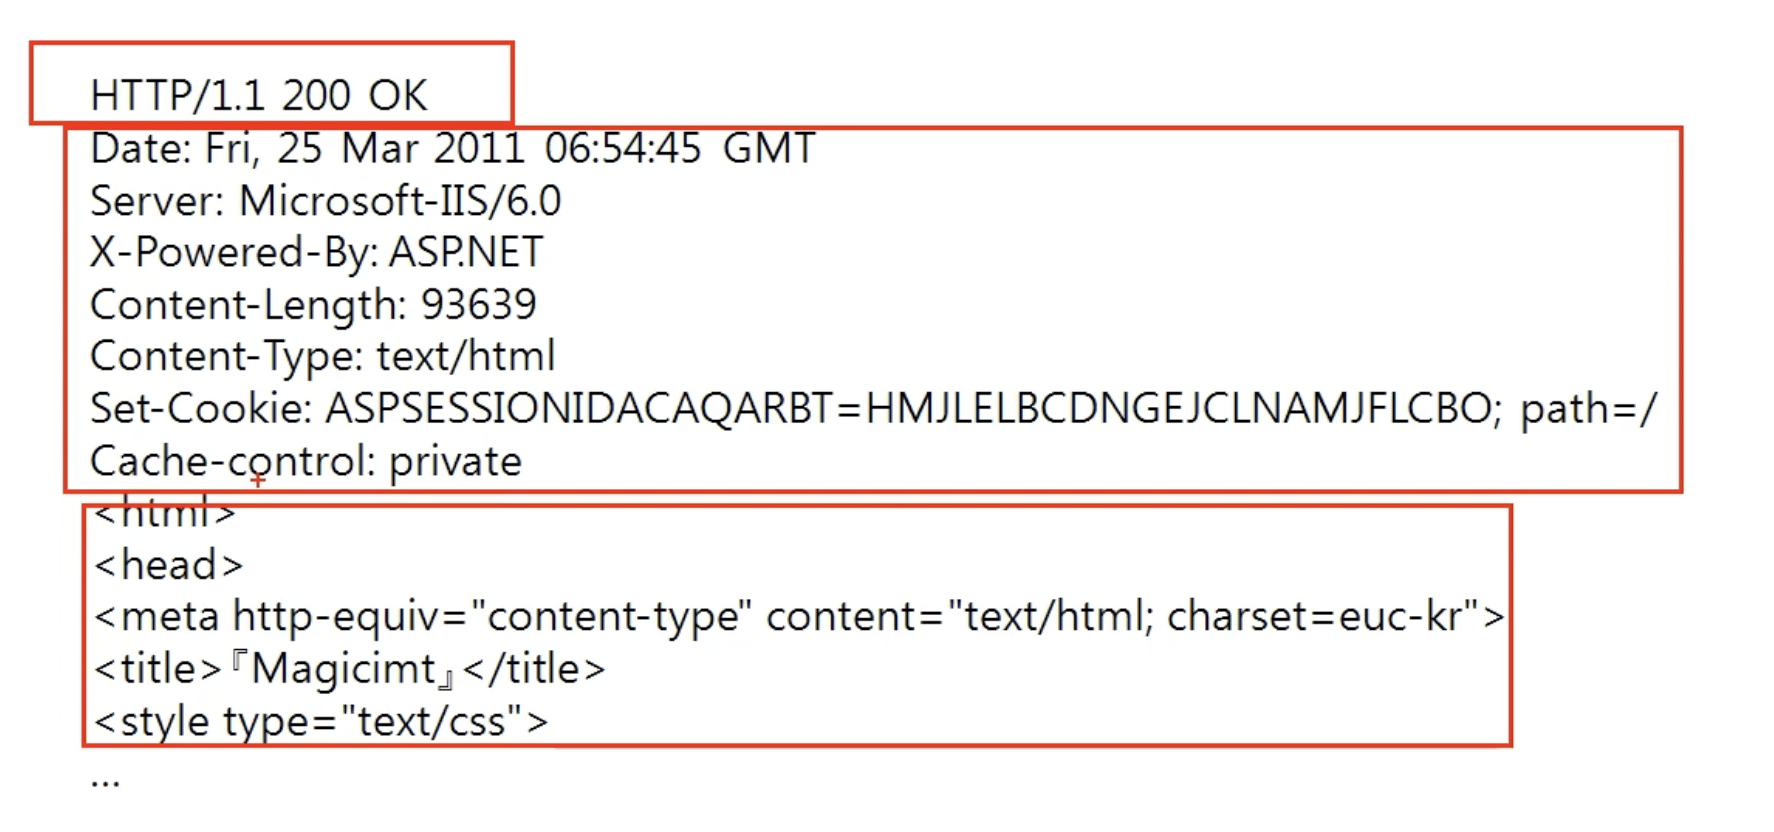 HTTP/1.1 200 OK
Date: Fri, 25 Mar 2011 06:54:45 GMT
Server: Microsoft-IIS/6.0
X-Powered-By: ASP.NET
Content-Length: 93639
Content-Type: text/html
Set-Cookie: ASPSESSIONIDACAQARBT=HMJLELBCDNGEJCLNAMJFLCBO; path=/
Cache-control: private
<html>
<head>
<meta http-equiv="content-type" content="text/html; charset=euc-kr">
<title>『Magicimt』</title>
<style type="text/css">
...